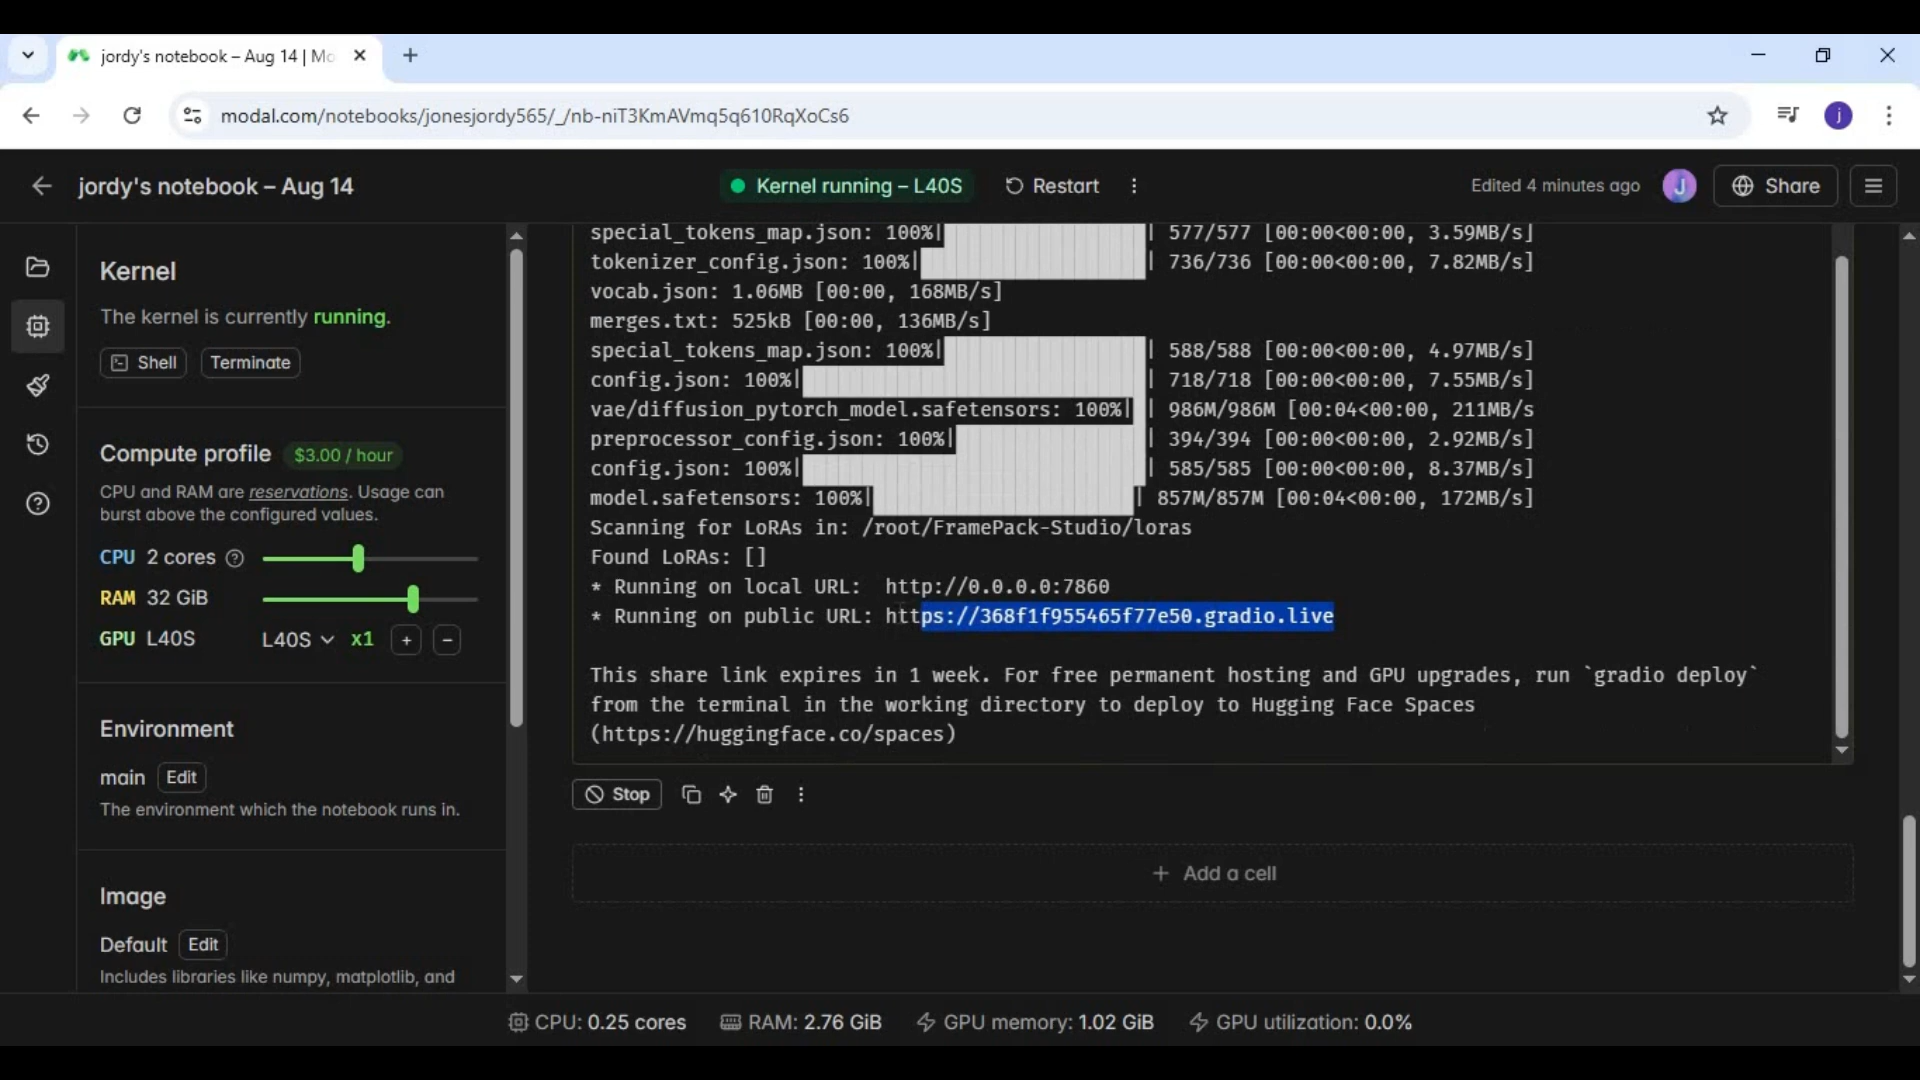 jordy's notebook – Aug 14 | Mo
modal.com/notebooks/jonesjordy565/_/nb-niT3KmAVmq5q610RqXoCs6
j
jordy's notebook – Aug 14
Kernel running – L40S
Restart
Edited 4 minutes ago
J
Share
Kernel
The kernel is currently running.
Shell
Terminate
Compute profile
$3.00 / hour
CPU and RAM are reservations. Usage can
burst above the configured values.
CPU 2 cores
RAM 32 GiB
GPU L40S
L40S
x1
+
−
Environment
main
Edit
The environment which the notebook runs in.
Image
Default
Edit
Includes libraries like numpy, matplotlib, and
special_tokens_map.json: 100%| | 577/577 [00:00<00:00, 3.59MB/s]
tokenizer_config.json: 100%| | 736/736 [00:00<00:00, 7.82MB/s]
vocab.json: 1.06MB [00:00, 168MB/s]
merges.txt: 525kB [00:00, 136MB/s]
special_tokens_map.json: 100%| | 588/588 [00:00<00:00, 4.97MB/s]
config.json: 100%| | 718/718 [00:00<00:00, 7.55MB/s]
vae/diffusion_pytorch_model.safetensors: 100%| | 986M/986M [00:04<00:00, 211MB/s
preprocessor_config.json: 100%| | 394/394 [00:00<00:00, 2.92MB/s]
config.json: 100%| | 585/585 [00:00<00:00, 8.37MB/s]
model.safetensors: 100%| | 857M/857M [00:04<00:00, 172MB/s]
Scanning for LoRAs in: /root/FramePack-Studio/loras
Found LoRAs: []
* Running on local URL:  http://0.0.0.0:7860
* Running on public URL: https://368f1f955465f77e50.gradio.live
This share link expires in 1 week. For free permanent hosting and GPU upgrades, run `gradio deploy`
from the terminal in the working directory to deploy to Hugging Face Spaces
(https://huggingface.co/spaces)
Stop
+ Add a cell
CPU: 0.25 cores
RAM: 2.76 GiB
GPU memory: 1.02 GiB
GPU utilization: 0.0%